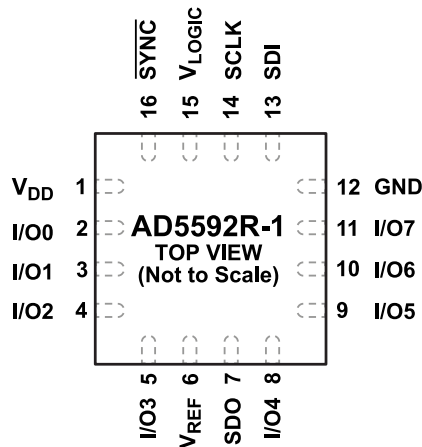 16 SYNC
15 VLOGIC
14 SCLK
13 SDI
VDD 1
I/O0 2
I/O1 3
I/O2 4
AD5592R-1
TOP VIEW
(Not to Scale)
12 GND
11 I/O7
10 I/O6
9 I/O5
I/O3 5
VREF 6
SDO 7
I/O4 8